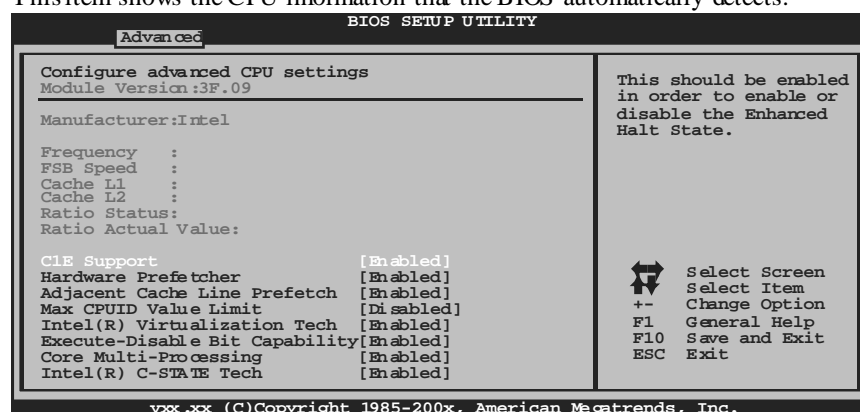 This item shows the CPU information that the BIOS automatically detects.
BIOS SETUP UTILITY
Advanced
Configure advanced CPU settings
Module Version:3F.09
Manufacturer:Intel
Frequency :
FSB Speed :
Cache L1 :
Cache L2 :
Ratio Status:
Ratio Actual Value:
C1E Support [Enabled]
Hardware Prefetcher [Enabled]
Adjacent Cache Line Prefetch [Enabled]
Max CPUID Value Limit [Disabled]
Intel(R) Virtualization Tech [Enabled]
Execute-Disable Bit Capability[Enabled]
Core Multi-Processing [Enabled]
Intel(R) C-STATE Tech [Enabled]
This should be enabled
in order to enable or
disable the Enhanced
Halt State.
Select Screen
Select Item
+- Change Option
F1 General Help
F10 Save and Exit
ESC Exit
vxx.xx (C)Copyright 1985-200x, American Megatrends, Inc.